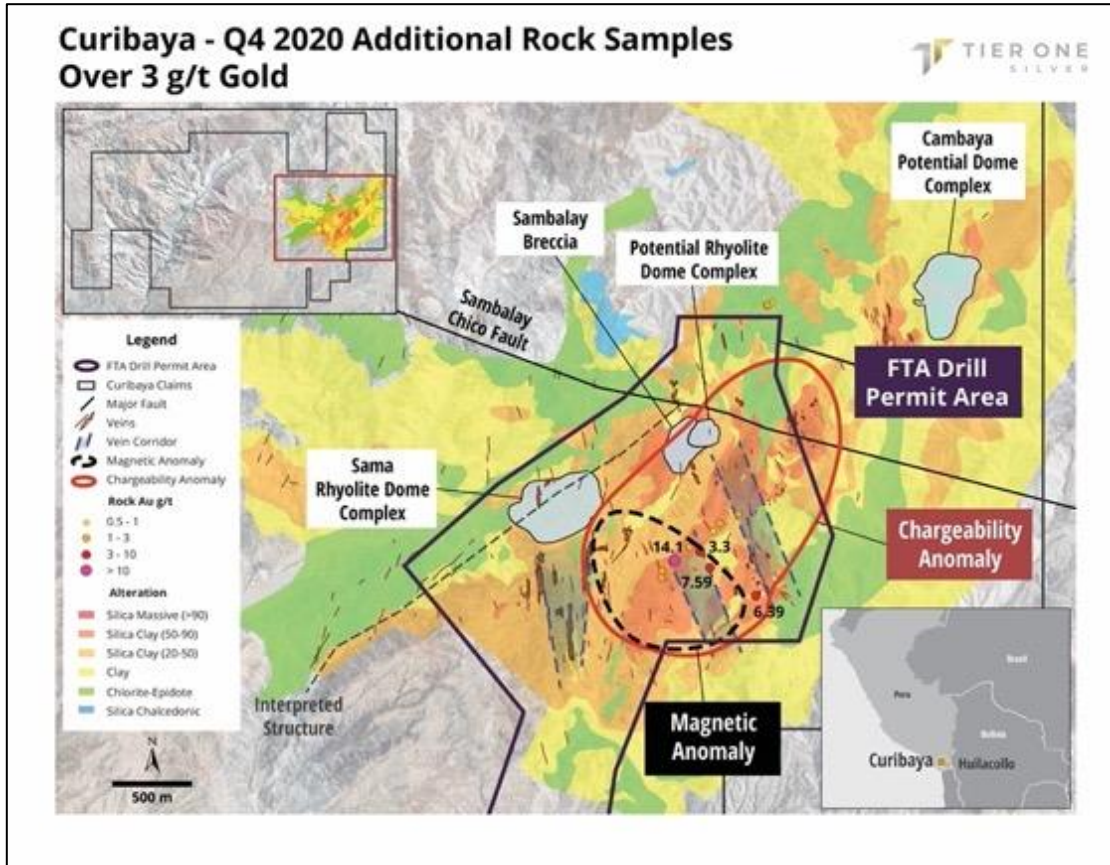 Curibaya - Q4 2020 Additional Rock Samples
Over 3 g/t Gold
TIER ONE
SILVER
Cambaya
Potential Dome
Complex
Sambalay
Breccia
Potential Rhyolite
Dome Complex
Sambalay
Chico Fault
FTA Drill
Permit Area
Legend
FTA Drill Permit Area
Curibaya Claims
Major Fault
Veins
Vein Corridor
Magnetic Anomaly
Chargeability Anomaly
Rock Au g/t
0.5 - 1
1 - 3
3 - 10
> 10
Alteration
Silica Massive (>90)
Silica Clay (50-90)
Silica Clay (20-50)
Clay
Chlorite-Epidote
Silica Chalcedonic
Sama
Rhyolite Dome
Complex
Chargeability
Anomaly
14.1
3.3
7.59
6.39
Interpreted
Structure
Magnetic
Anomaly
N
500 m
Brazil
Peru
Bolivia
Curibaya
Huilacollo